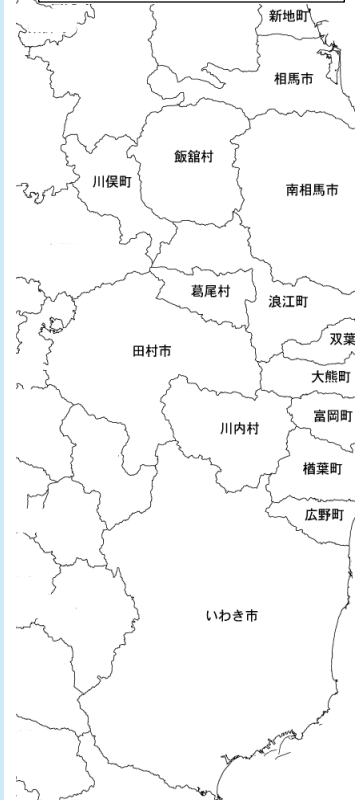 新地町
相馬市
飯舘村
川俣町
南相馬市
葛尾村
浪江町
双葉
田村市
大熊町
富岡町
川内村
楢葉町
広野町
いわき市